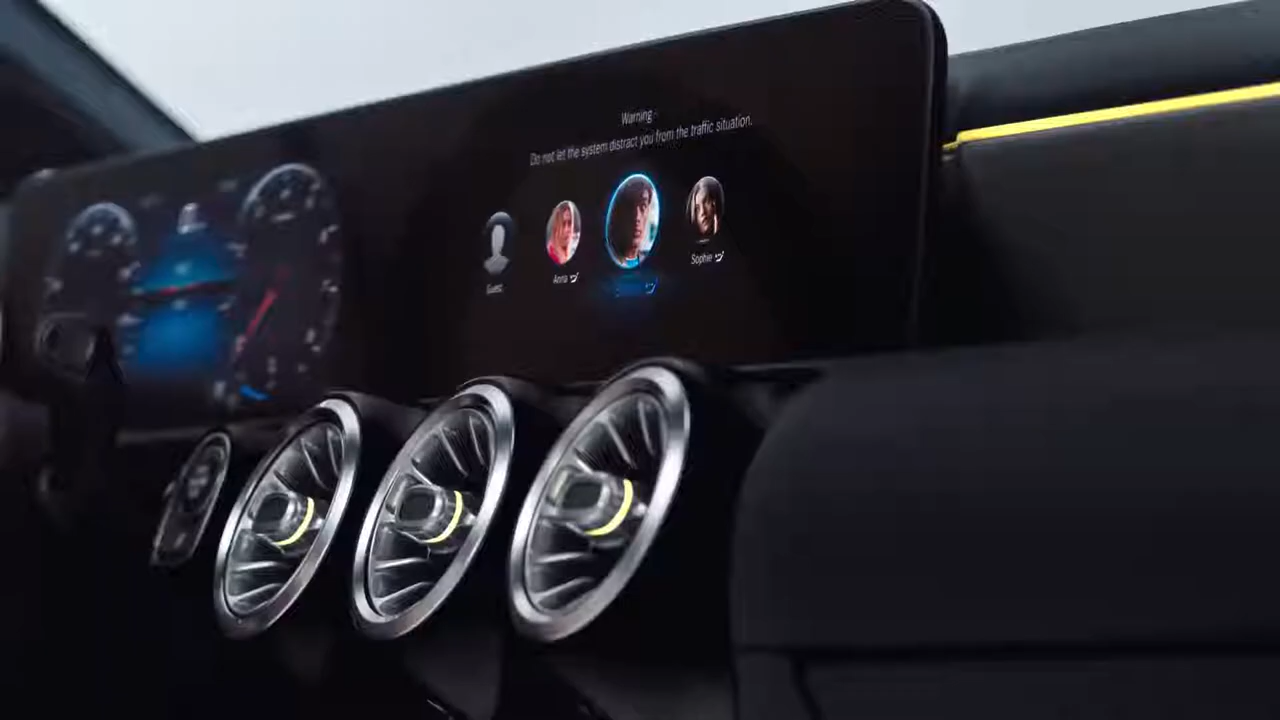 Warning
Do not let the system distract you from the traffic situation.
Guest
Anna
Sophie